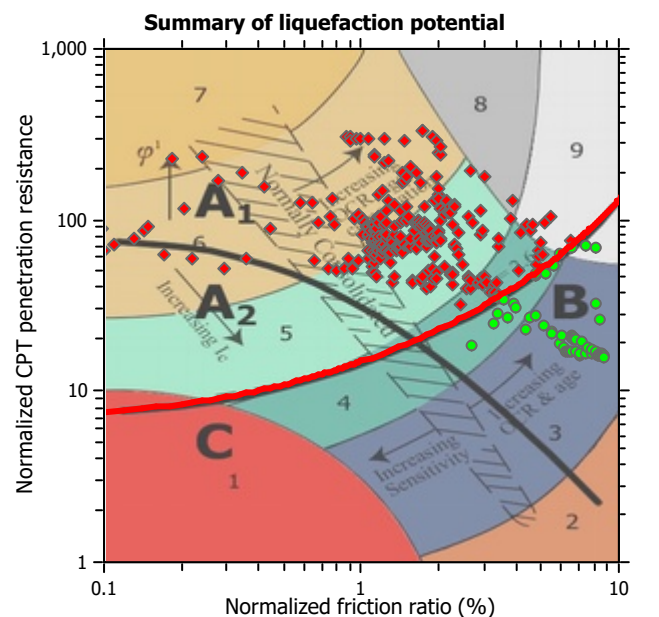 Summary of liquefaction potential
1,000
7
8
9
φ'
A1
Normally Consolidated
Increasing
100
6
A2
Increasing Ic
B
5
10
4
Increasing
OCR & age
3
Increasing
Sensitivity
C
1
2
1
0.1
1
10
Normalized friction ratio (%)
Normalized CPT penetration resistance